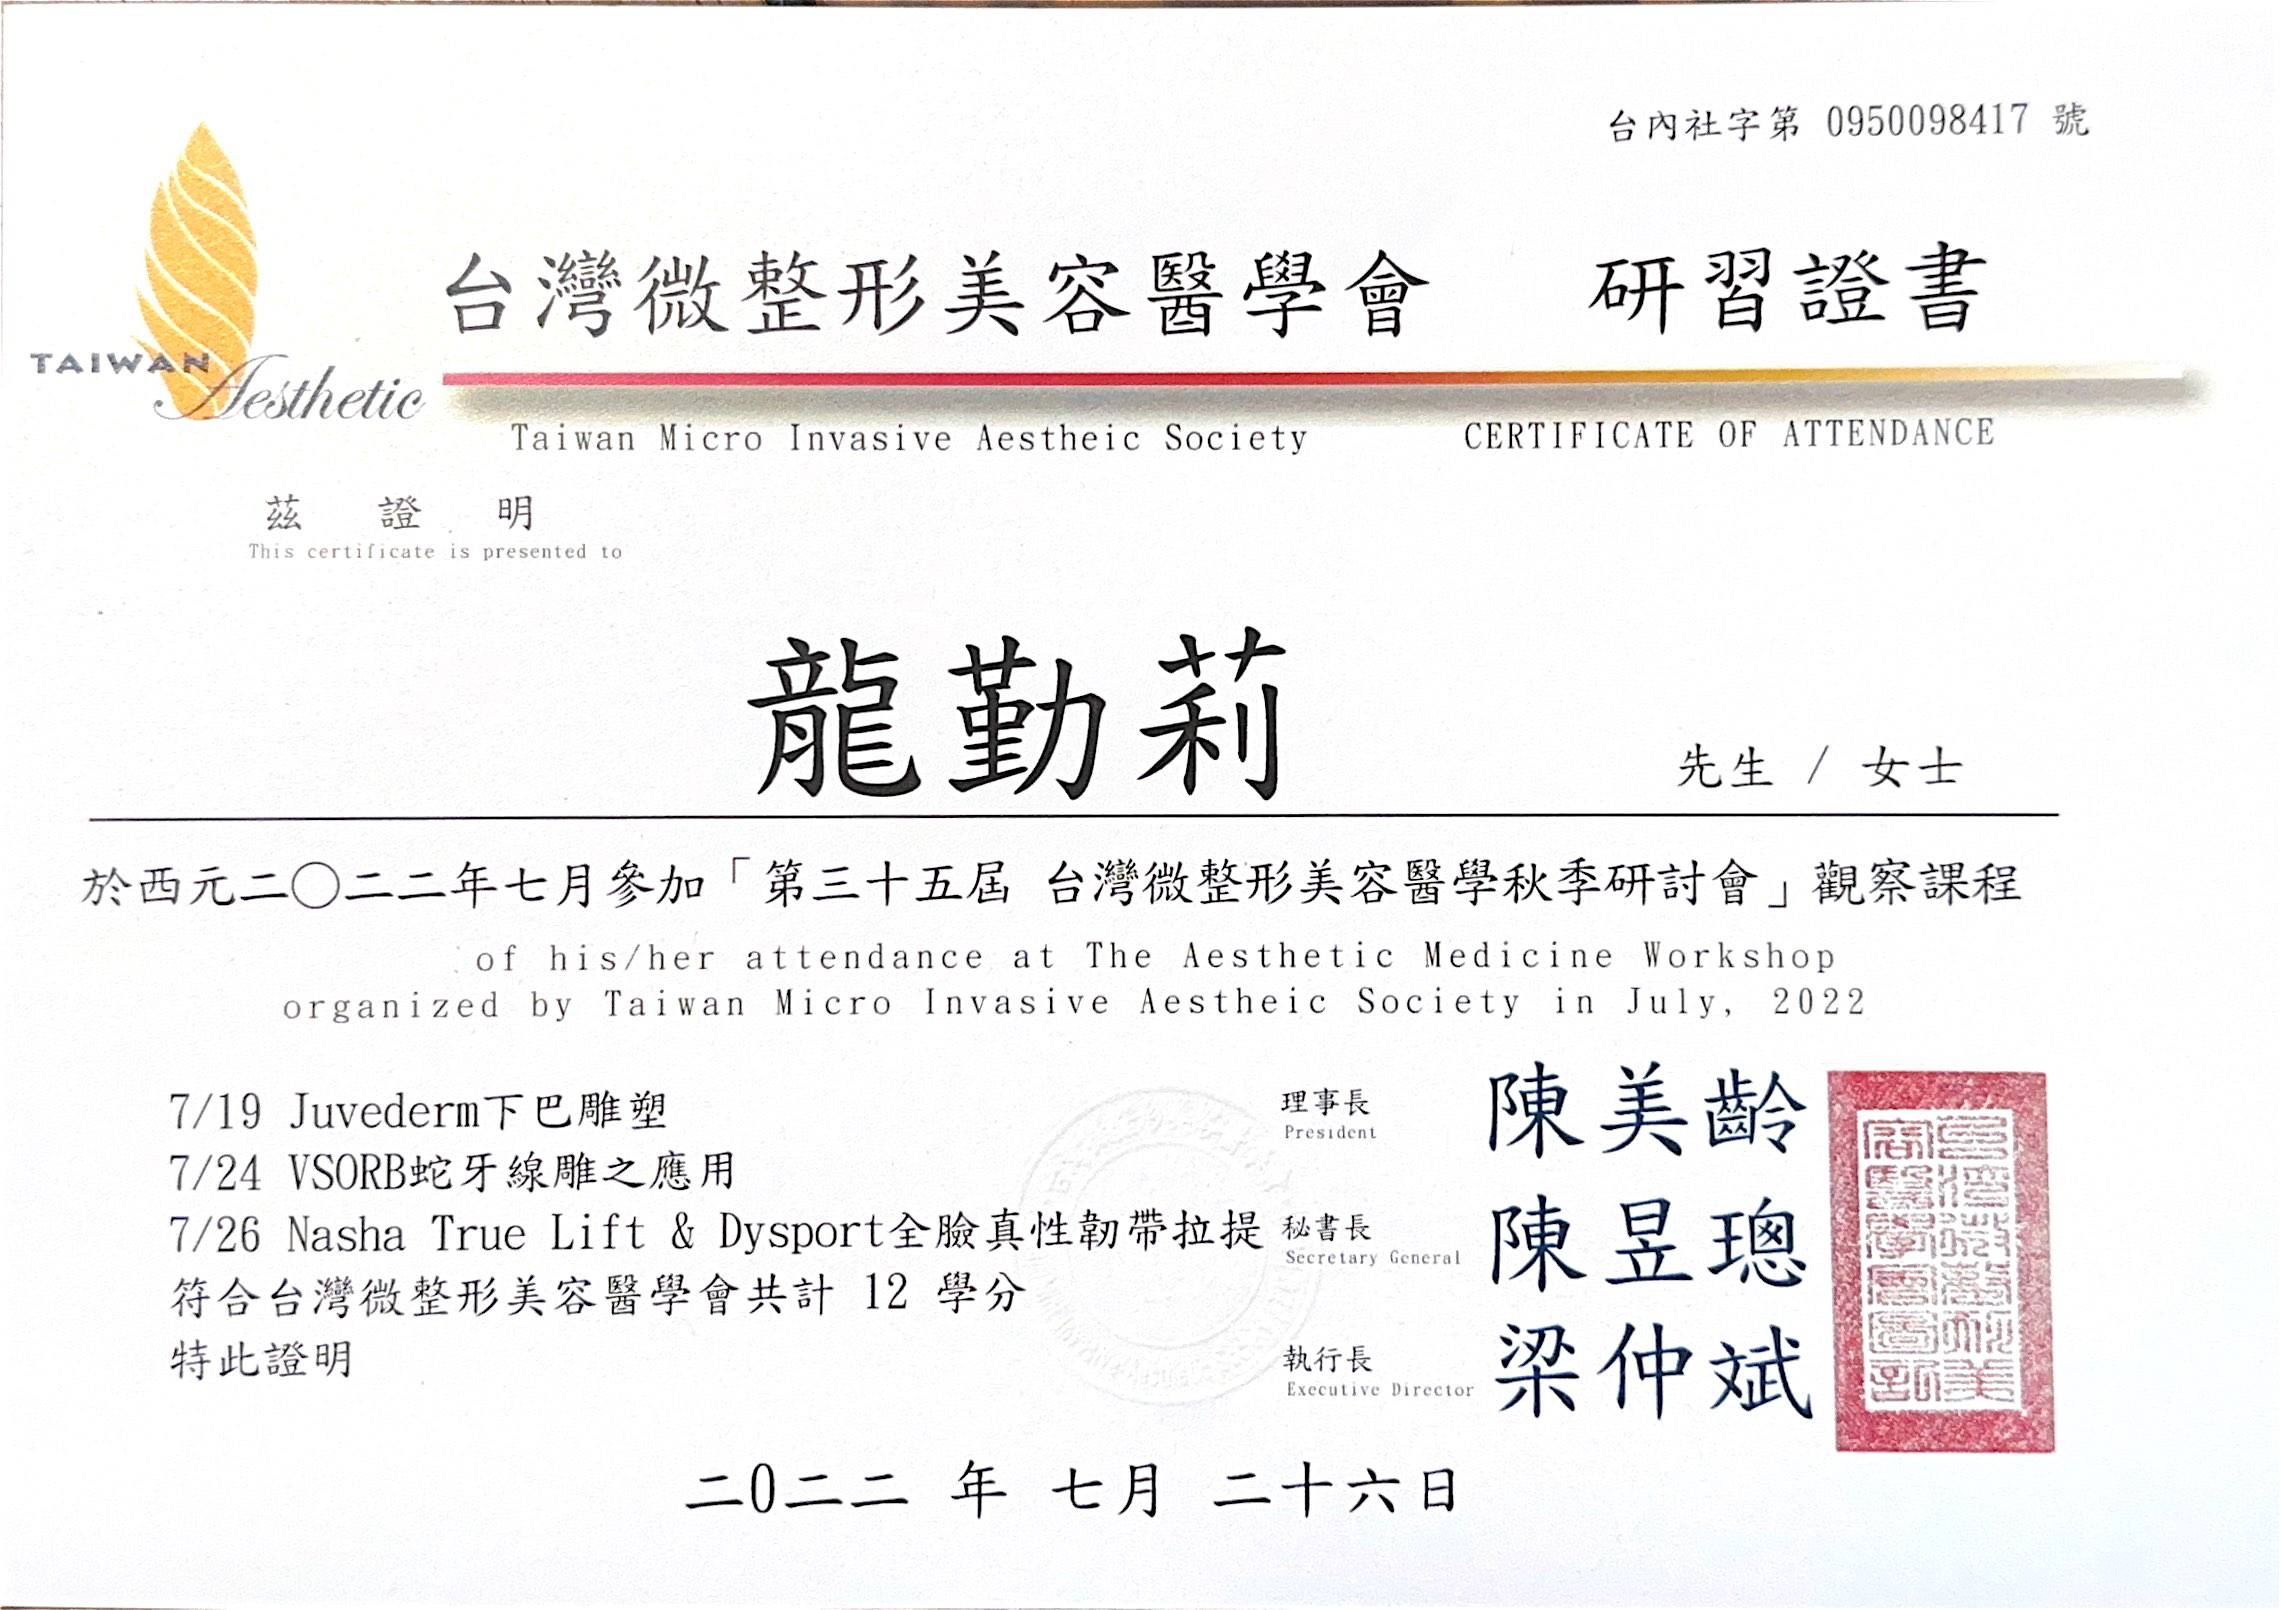 台內社字第 0950098417 號
TAIWAN
Aesthetic
台灣微整形美容醫學會 研習證書
Taiwan Micro Invasive Aestheic Society CERTIFICATE OF ATTENDANCE
茲 證 明
This certificate is presented to
龍勤莉 先生 / 女士
於西元二〇二二年七月參加「第三十五屆 台灣微整形美容醫學秋季研討會」觀察課程
of his/her attendance at The Aesthetic Medicine Workshop
organized by Taiwan Micro Invasive Aestheic Society in July, 2022
7/19 Juvederm下巴雕塑
7/24 VSORB蛇牙線雕之應用
7/26 Nasha True Lift & Dysport全臉真性韌帶拉提
符合台灣微整形美容醫學會共計 12 學分
特此證明
理事長 陳美齡
President
秘書長 陳昱璁
Secretary General
執行長 梁仲斌
Executive Director
二0二二 年 七月 二十六日